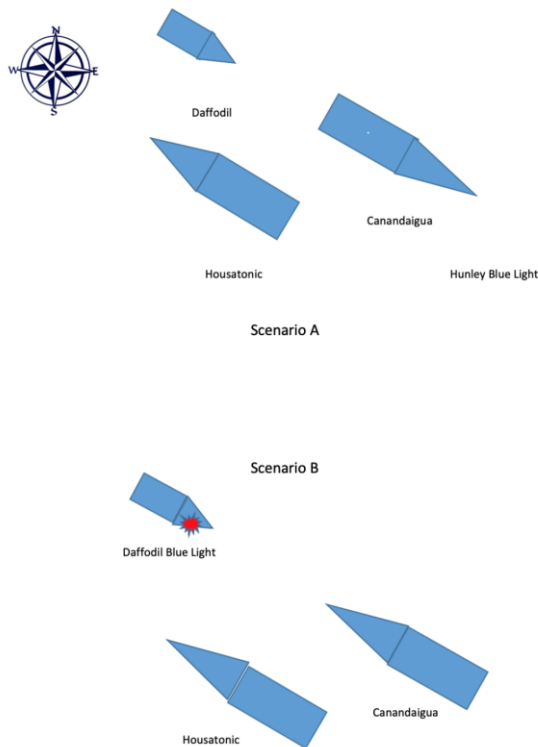 N
W
E
S
Daffodil
Canandaigua
Housatonic
Hunley Blue Light
Scenario A
Scenario B
Daffodil Blue Light
Canandaigua
Housatonic